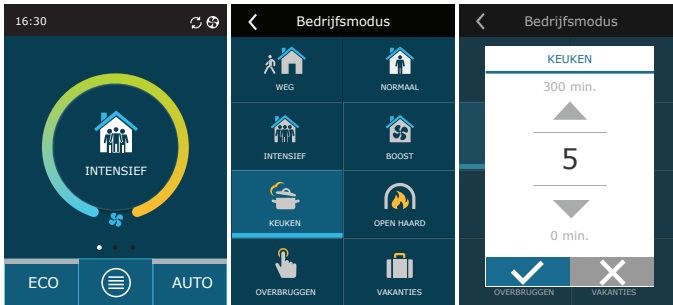 16:30
INTENSIEF
ECO
AUTO
Bedrijfsmodus
WEG
NORMAAL
INTENSIEF
BOOST
KEUKEN
OPEN HAARD
OVERBRUGGEN
VAKANTIES
Bedrijfsmodus
KEUKEN
300 min.
5
0 min.
OVERBRUGGEN
VAKANTIES